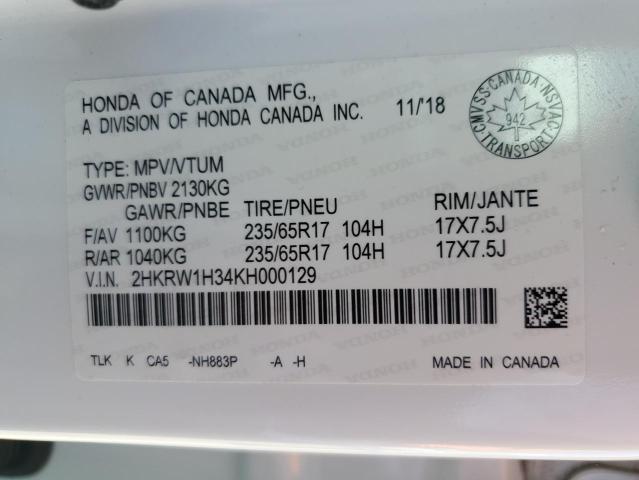 HONDA OF CANADA MFG.,
A DIVISION OF HONDA CANADA INC. 11/18
CANADA · NSVAC · TRANSPORT · CMVSS
942
TYPE: MPV/VTUM
GVWR/PNBV 2130KG
GAWR/PNBE TIRE/PNEU RIM/JANTE
F/AV 1100KG 235/65R17 104H 17X7.5J
R/AR 1040KG 235/65R17 104H 17X7.5J
V.I.N. 2HKRW1H34KH000129
TLK K CA5 -NH883P -A -H MADE IN CANADA